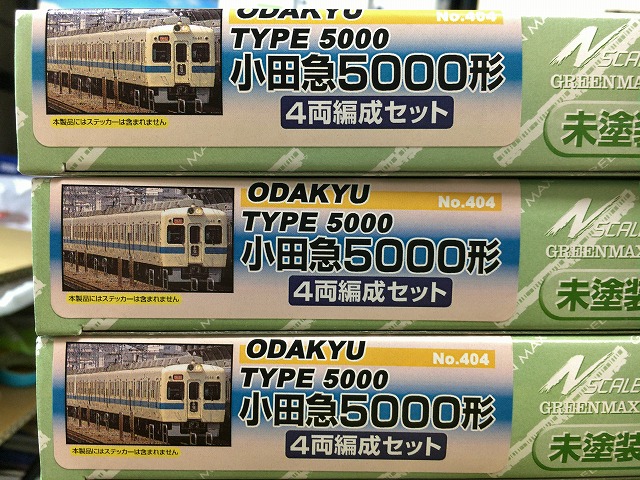 ODAKYU
No.404
TYPE 5000
小田急5000形
4両編成セット
本製品にはステッカーは含まれません
N SCALE
GREENMAX
未塗装
ODAKYU
No.404
TYPE 5000
小田急5000形
4両編成セット
本製品にはステッカーは含まれません
N SCALE
GREENMAX
未塗装
ODAKYU
No.404
TYPE 5000
小田急5000形
4両編成セット
本製品にはステッカーは含まれません
N SCALE
GREENMAX
未塗装